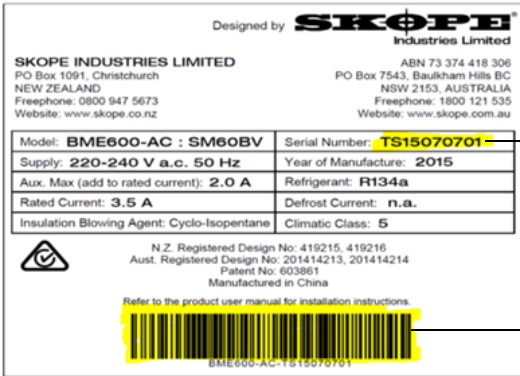 Designed by SKOPE
Industries Limited
SKOPE INDUSTRIES LIMITED
PO Box 1091, Christchurch
NEW ZEALAND
Freephone: 0800 947 5673
Website: www.skope.co.nz
ABN 73 374 418 306
PO Box 7543, Baulkham Hills BC
NSW 2153, AUSTRALIA
Freephone: 1800 121 535
Website: www.skope.com.au
Model: BME600-AC : SM60BV
Serial Number: TS15070701
Supply: 220-240 V a.c. 50 Hz
Year of Manufacture: 2015
Aux. Max (add to rated current): 2.0 A
Refrigerant: R134a
Rated Current: 3.5 A
Defrost Current: n.a.
Insulation Blowing Agent: Cyclo-Isopentane
Climatic Class: 5
N.Z. Registered Design No: 419215, 419216
Aust. Registered Design No: 201414213, 201414214
Patent No: 603861
Manufactured in China
Refer to the product user manual for installation instructions.
BME600-AC-TS15070701